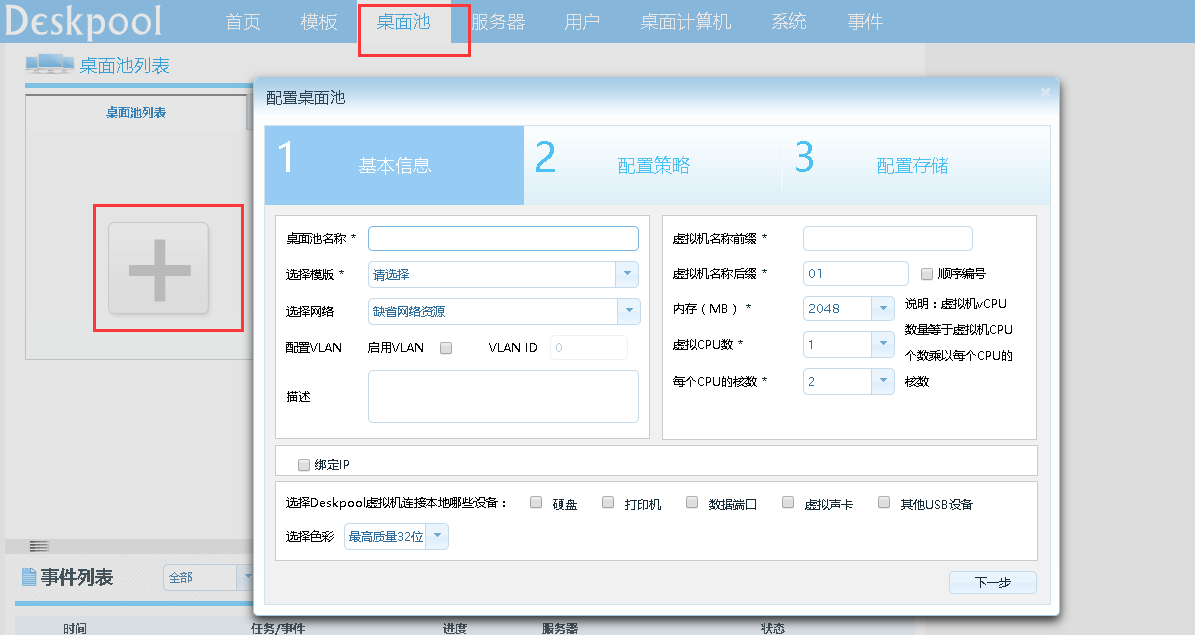 Deskpool 首页 模板 桌面池 服务器 用户 桌面计算机 系统 事件
桌面池列表
桌面池列表
配置桌面池
1 基本信息 2 配置策略 3 配置存储
桌面池名称 *
选择模版 * 请选择
选择网络 缺省网络资源
配置VLAN 启用VLAN VLAN ID 0
描述
虚拟机名称前缀 *
虚拟机名称后缀 * 01 顺序编号
内存（MB） * 2048
虚拟CPU数 * 1
每个CPU的核数 * 2
说明：虚拟机vCPU
数量等于虚拟机CPU
个数乘以每个CPU的
核数
绑定IP
选择Deskpool虚拟机连接本地哪些设备： 硬盘 打印机 数据端口 虚拟声卡 其他USB设备
选择色彩 最高质量32位
下一步
事件列表 全部
时间 任务/事件 进度 服务器 状态